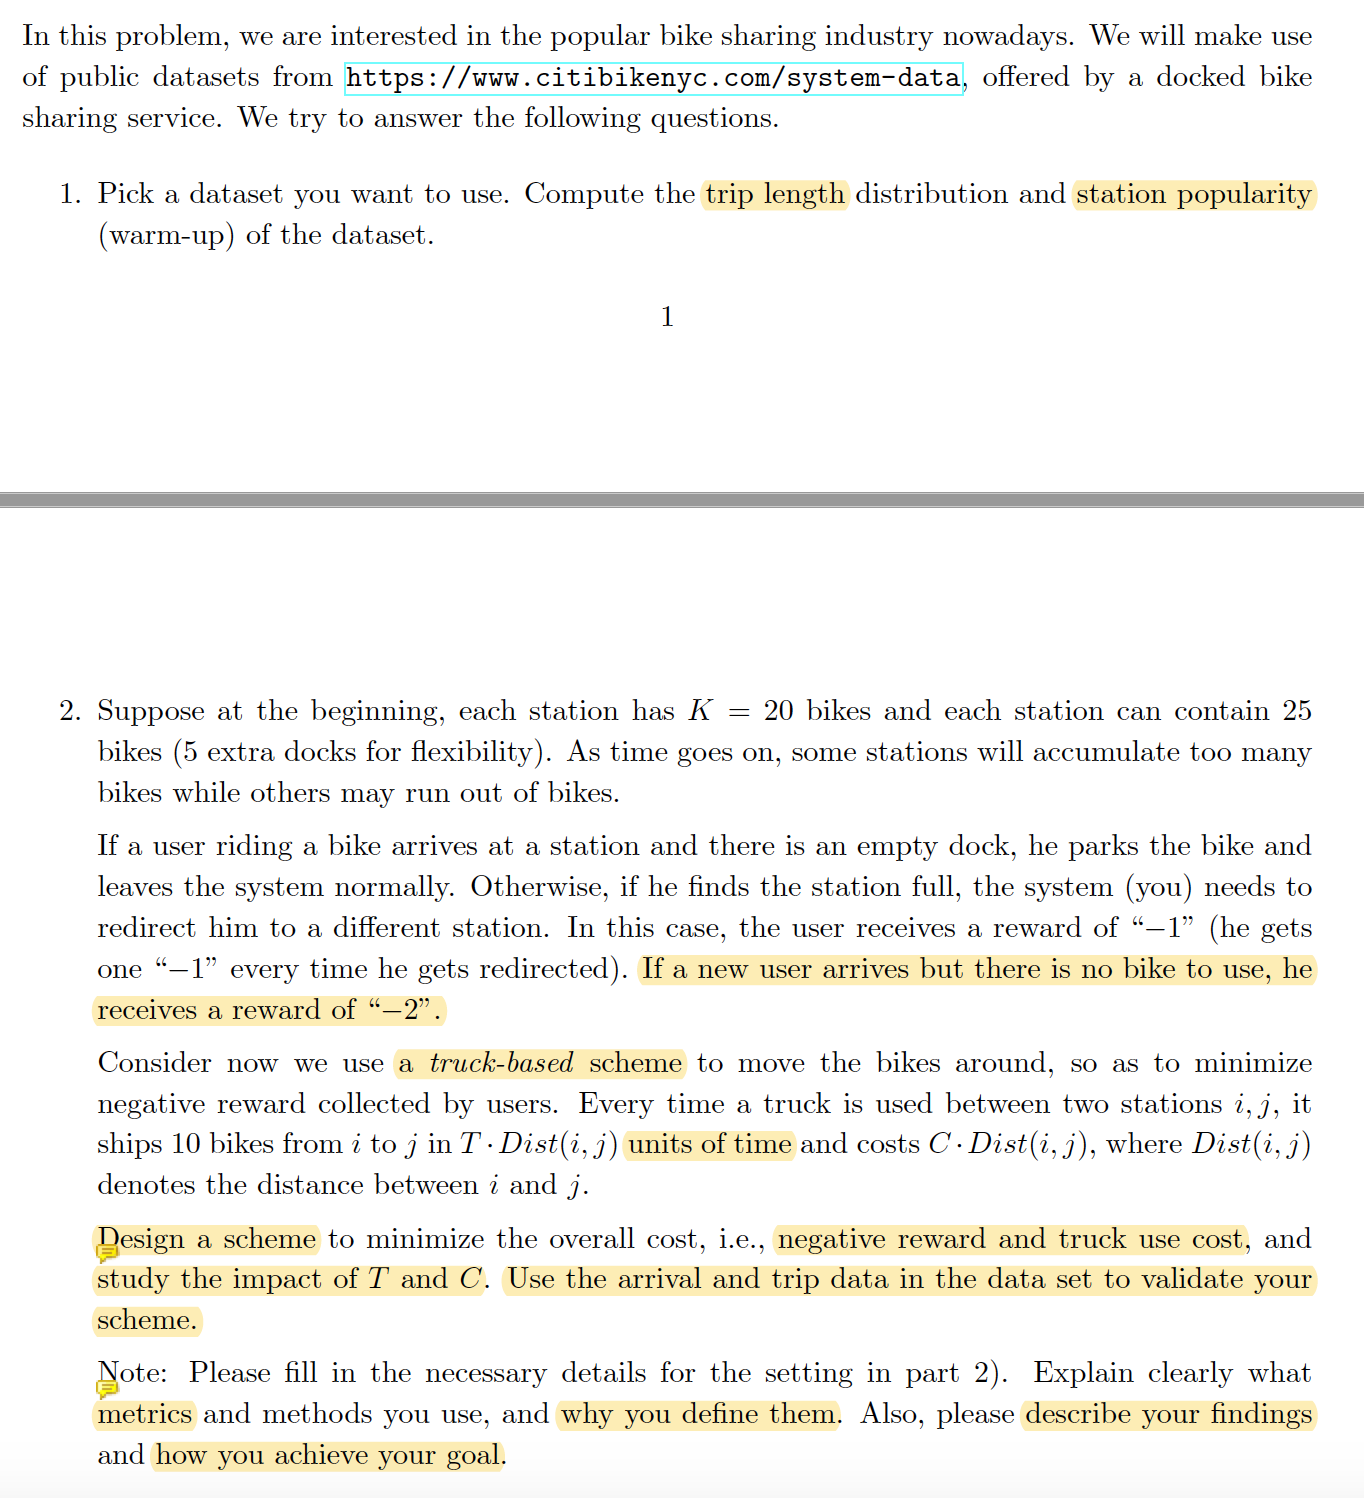 In this problem, we are interested in the popular bike sharing industry nowadays. We will make use
of public datasets from https://www.citibikenyc.com/system-data, offered by a docked bike
sharing service. We try to answer the following questions.
1. Pick a dataset you want to use. Compute the trip length distribution and station popularity
(warm-up) of the dataset.
1
2. Suppose at the beginning, each station has K = 20 bikes and each station can contain 25
bikes (5 extra docks for flexibility). As time goes on, some stations will accumulate too many
bikes while others may run out of bikes.
If a user riding a bike arrives at a station and there is an empty dock, he parks the bike and
leaves the system normally. Otherwise, if he finds the station full, the system (you) needs to
redirect him to a different station. In this case, the user receives a reward of “−1” (he gets
one “−1” every time he gets redirected). If a new user arrives but there is no bike to use, he
receives a reward of “−2”.
Consider now we use a truck-based scheme to move the bikes around, so as to minimize
negative reward collected by users. Every time a truck is used between two stations i, j, it
ships 10 bikes from i to j in T · Dist(i, j) units of time and costs C · Dist(i, j), where Dist(i, j)
denotes the distance between i and j.
Design a scheme to minimize the overall cost, i.e., negative reward and truck use cost, and
study the impact of T and C. Use the arrival and trip data in the data set to validate your
scheme.
Note: Please fill in the necessary details for the setting in part 2). Explain clearly what
metrics and methods you use, and why you define them. Also, please describe your findings
and how you achieve your goal.